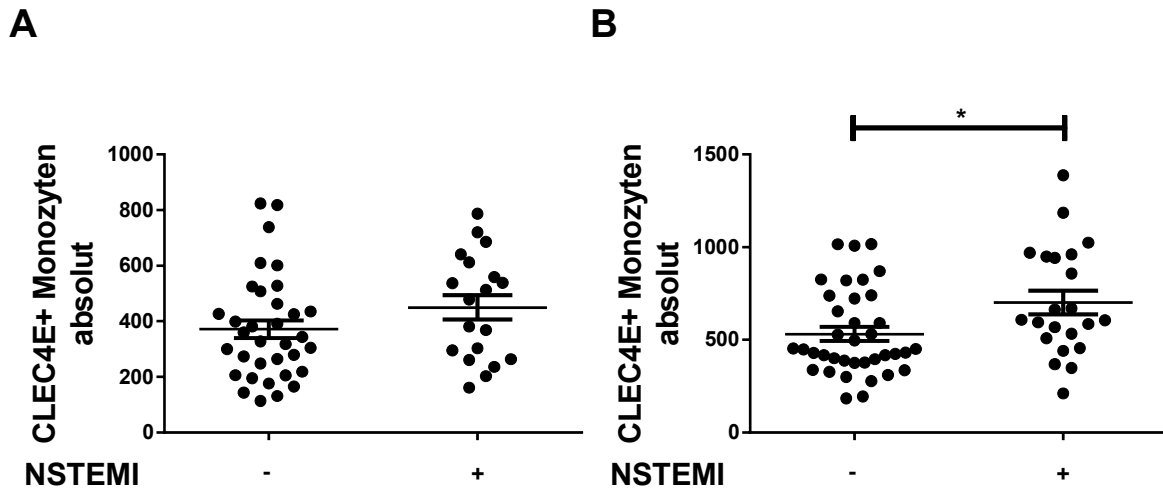 A
CLEC4E+ Monozyten
absolut
1000
800
600
400
200
0
NSTEMI - +
B
*
CLEC4E+ Monozyten
absolut
1500
1000
500
0
NSTEMI - +